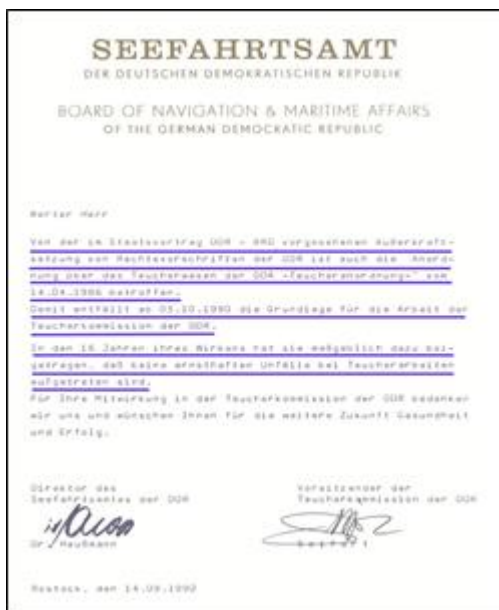 SEEFAHRTSAMT
DER DEUTSCHEN DEMOKRATISCHEN REPUBLIK
BOARD OF NAVIGATION & MARITIME AFFAIRS
OF THE GERMAN DEMOCRATIC REPUBLIC
Werter Herr
Von der im Staatsvertrag DDR - BRD vorgesehenen Außerkraft-
setzung von Rechtsvorschriften der DDR ist auch die "Anord-
nung über das Taucherwesen der DDR -Taucheranordnung-" vom
14.04.1986 betroffen.
Damit entfällt ab 03.10.1990 die Grundlage für die Arbeit der
Taucherkommission der DDR.
In den 16 Jahren ihres Wirkens hat sie maßgeblich dazu bei-
getragen, daß keine ernsthaften Unfälle bei Taucherarbeiten
aufgetreten sind.
Für Ihre Mitwirkung in der Taucherkommission der DDR bedanken
wir uns und wünschen Ihnen für die weitere Zukunft Gesundheit
und Erfolg.
Direktor des
Seefahrtsamtes der DDR
Dr. Haußmann
Vorsitzender der
Taucherkommission der DDR
Seifert
Rostock, den 14.09.1990